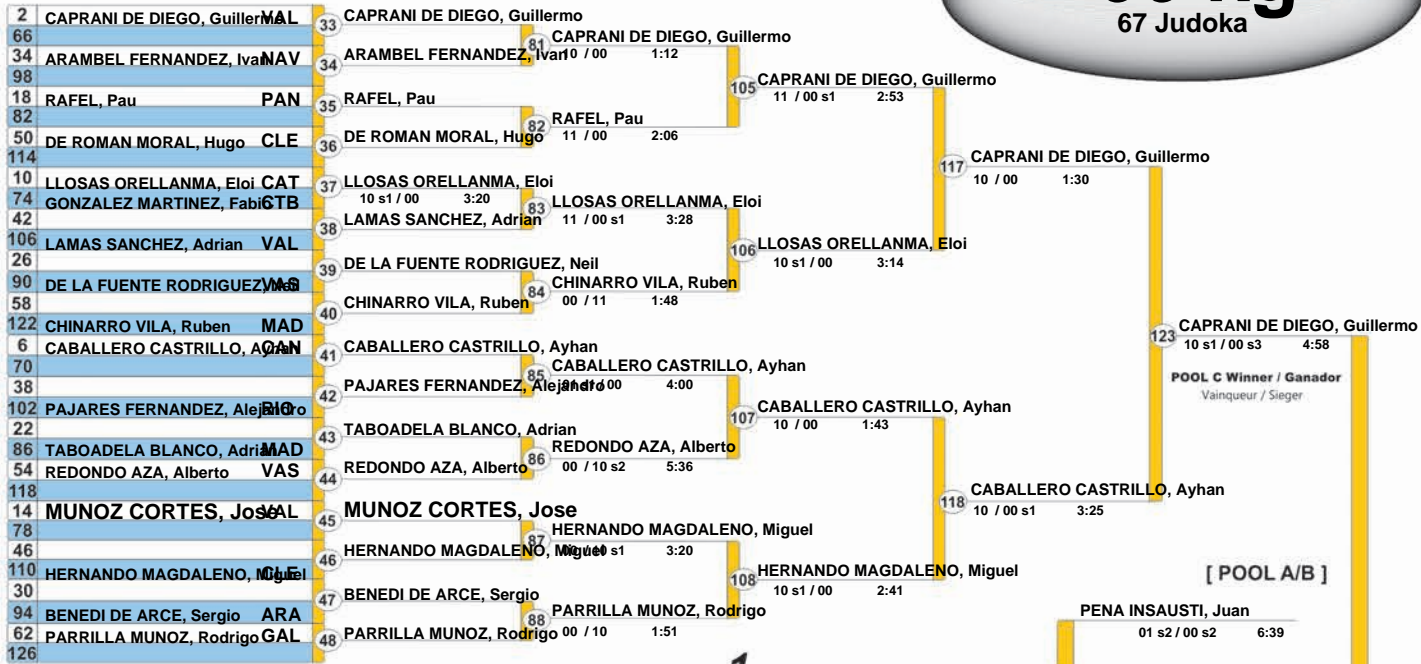 67 Judoka
2 CAPRANI DE DIEGO, Guillermo VAL
66
34 ARAMBEL FERNANDEZ, Ivan NAV
98
18 RAFEL, Pau PAN
82
50 DE ROMAN MORAL, Hugo CLE
114
10 LLOSAS ORELLANMA, Eloi CAT
74 GONZALEZ MARTINEZ, Fabio CTB
42
106 LAMAS SANCHEZ, Adrian VAL
26
90 DE LA FUENTE RODRIGUEZ, Neil VAS
58
122 CHINARRO VILA, Ruben MAD
6 CABALLERO CASTRILLO, Ayhan CAN
70
38
102 PAJARES FERNANDEZ, Alejandro RIO
22
86 TABOADELA BLANCO, Adrian MAD
54 REDONDO AZA, Alberto VAS
118
14 MUNOZ CORTES, Jose VAL
78
46
110 HERNANDO MAGDALENO, Miguel CLE
30
94 BENEDI DE ARCE, Sergio ARA
62 PARRILLA MUNOZ, Rodrigo GAL
126
33 CAPRANI DE DIEGO, Guillermo
34 ARAMBEL FERNANDEZ, Ivan
35 RAFEL, Pau
36 DE ROMAN MORAL, Hugo
37 LLOSAS ORELLANMA, Eloi
10 s1 / 00 3:20
38 LAMAS SANCHEZ, Adrian
39 DE LA FUENTE RODRIGUEZ, Neil
40 CHINARRO VILA, Ruben
41 CABALLERO CASTRILLO, Ayhan
42 PAJARES FERNANDEZ, Alejandro
43 TABOADELA BLANCO, Adrian
44 REDONDO AZA, Alberto
45 MUNOZ CORTES, Jose
46 HERNANDO MAGDALENO, Miguel
47 BENEDI DE ARCE, Sergio
48 PARRILLA MUNOZ, Rodrigo
81 CAPRANI DE DIEGO, Guillermo
10 / 00 1:12
82 RAFEL, Pau
11 / 00 2:06
83 LLOSAS ORELLANMA, Eloi
11 / 00 s1 3:28
84 CHINARRO VILA, Ruben
00 / 11 1:48
85 CABALLERO CASTRILLO, Ayhan
/ 00 4:00
86 REDONDO AZA, Alberto
00 / 10 s2 5:36
87 HERNANDO MAGDALENO, Miguel
00 / 10 s1 3:20
88 PARRILLA MUNOZ, Rodrigo
00 / 10 1:51
105 CAPRANI DE DIEGO, Guillermo
11 / 00 s1 2:53
106 LLOSAS ORELLANMA, Eloi
10 s1 / 00 3:14
107 CABALLERO CASTRILLO, Ayhan
10 / 00 1:43
108 HERNANDO MAGDALENO, Miguel
10 s1 / 00 2:41
117 CAPRANI DE DIEGO, Guillermo
10 / 00 1:30
118 CABALLERO CASTRILLO, Ayhan
10 / 00 s1 3:25
123 CAPRANI DE DIEGO, Guillermo
10 s1 / 00 s3 4:58
POOL C Winner / Ganador
Vainqueur / Sieger
[ POOL A/B ]
PENA INSAUSTI, Juan
01 s2 / 00 s2 6:39